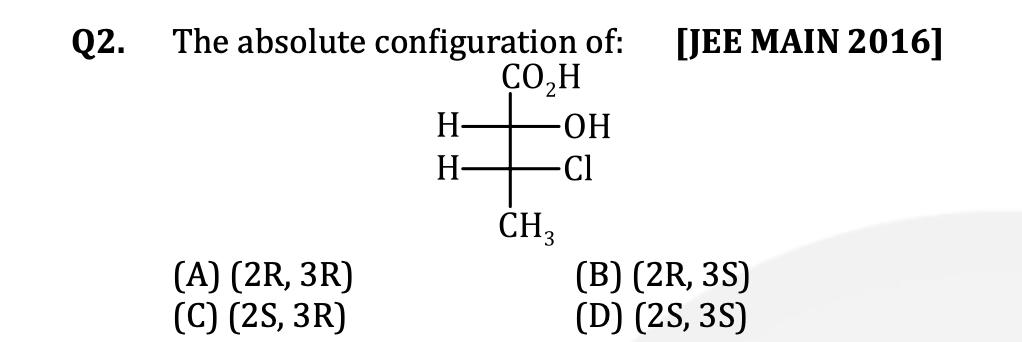 Q2. The absolute configuration of: [JEE MAIN 2016]
CO₂H
H OH
H Cl
CH₃
(A) (2R, 3R) (B) (2R, 3S)
(C) (2S, 3R) (D) (2S, 3S)